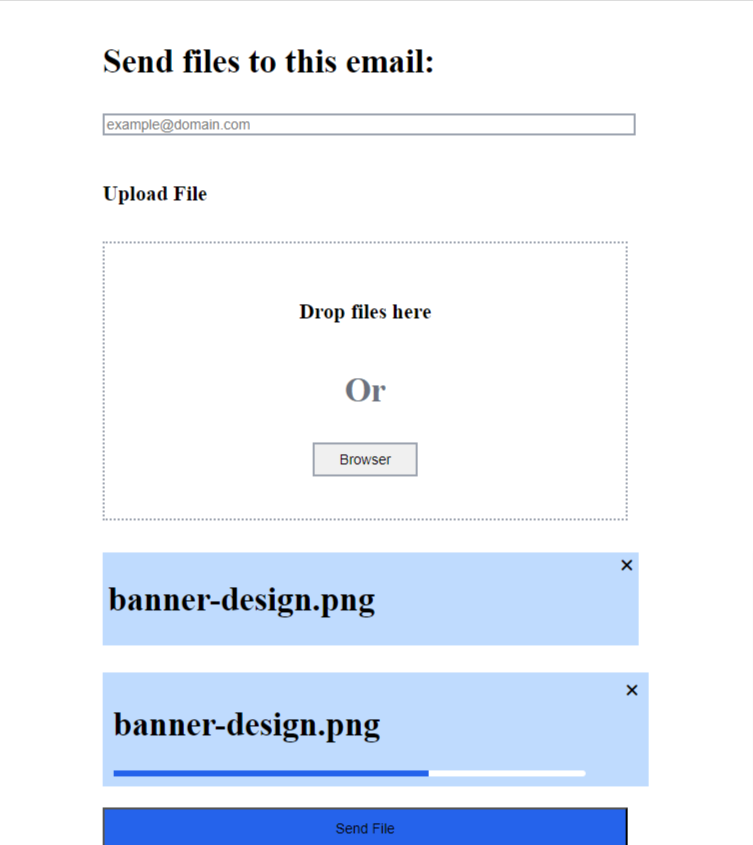 Send files to this email:
example@domain.com
Upload File
Drop files here
Or
Browser
banner-design.png
banner-design.png
Send File